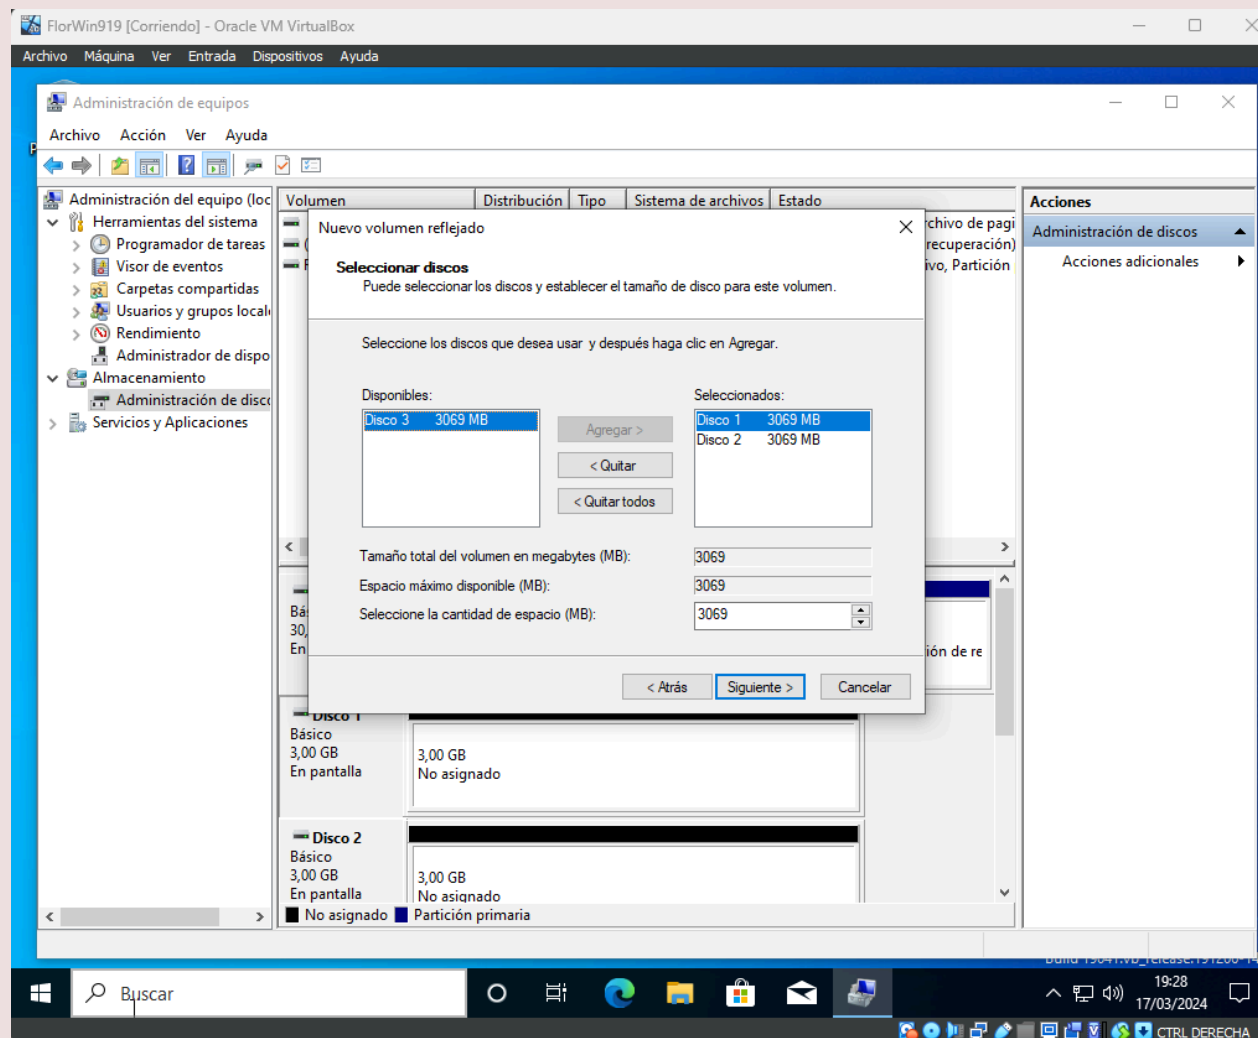 FlorWin919 [Corriendo] - Oracle VM VirtualBox
Archivo Máquina Ver Entrada Dispositivos Ayuda
Administración de equipos
Archivo Acción Ver Ayuda
Administración del equipo (loc
Herramientas del sistema
Programador de tareas
Visor de eventos
Carpetas compartidas
Usuarios y grupos local
Rendimiento
Administrador de dispo
Almacenamiento
Administración de disco
Servicios y Aplicaciones
Volumen Distribución Tipo Sistema de archivos Estado
rchivo de pagi
recuperación)
ivo, Partición
Nuevo volumen reflejado
Seleccionar discos
Puede seleccionar los discos y establecer el tamaño de disco para este volumen.
Seleccione los discos que desea usar y después haga clic en Agregar.
Disponibles: Seleccionados:
Disco 3 3069 MB
Agregar >
< Quitar
< Quitar todos
Disco 1 3069 MB
Disco 2 3069 MB
Tamaño total del volumen en megabytes (MB): 3069
Espacio máximo disponible (MB): 3069
Seleccione la cantidad de espacio (MB): 3069
< Atrás Siguiente > Cancelar
Bá
30,
En
ión de re
Disco 1
Básico
3,00 GB
En pantalla
3,00 GB
No asignado
Disco 2
Básico
3,00 GB
En pantalla
3,00 GB
No asignado
No asignado Partición primaria
Acciones
Administración de discos
Acciones adicionales
Buscar
19:28
17/03/2024
CTRL DERECHA